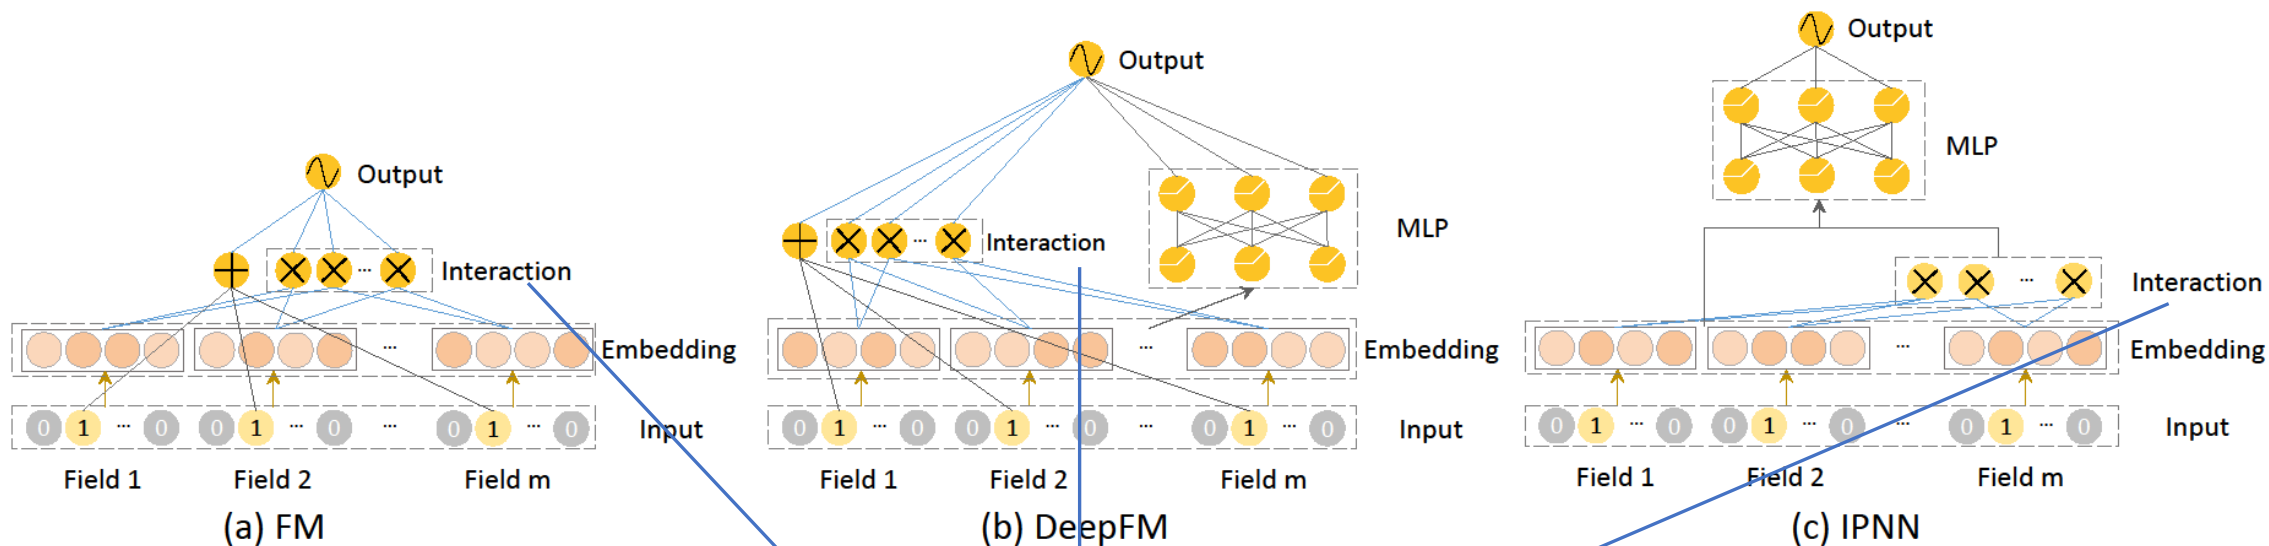 Output
Interaction
Embedding
0 1 ... 0 0 1 ... 0 ... 0 1 ... 0 Input
Field 1 Field 2 Field m
(a) FM
Output
MLP
Interaction
Embedding
0 1 ... 0 0 1 ... 0 ... 0 1 ... 0 Input
Field 1 Field 2 Field m
(b) DeepFM
Output
MLP
Interaction
Embedding
0 1 ... 0 0 1 ... 0 ... 0 1 ... 0 Input
Field 1 Field 2 Field m
(c) IPNN